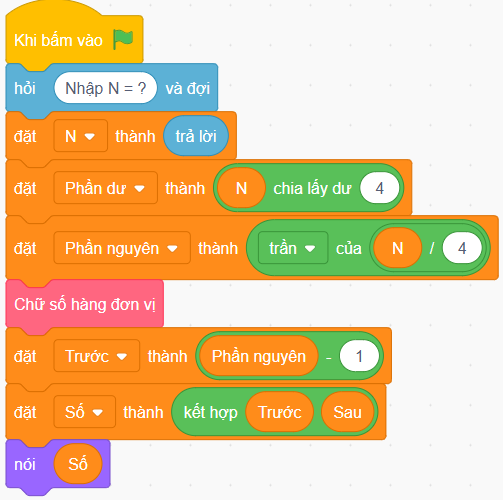 Khi bấm vào
hỏi Nhập N = ? và đợi
đặt N thành trả lời
đặt Phần dư thành N chia lấy dư 4
đặt Phần nguyên thành trần của N / 4
Chữ số hàng đơn vị
đặt Trước thành Phần nguyên - 1
đặt Số thành kết hợp Trước Sau
nói Số